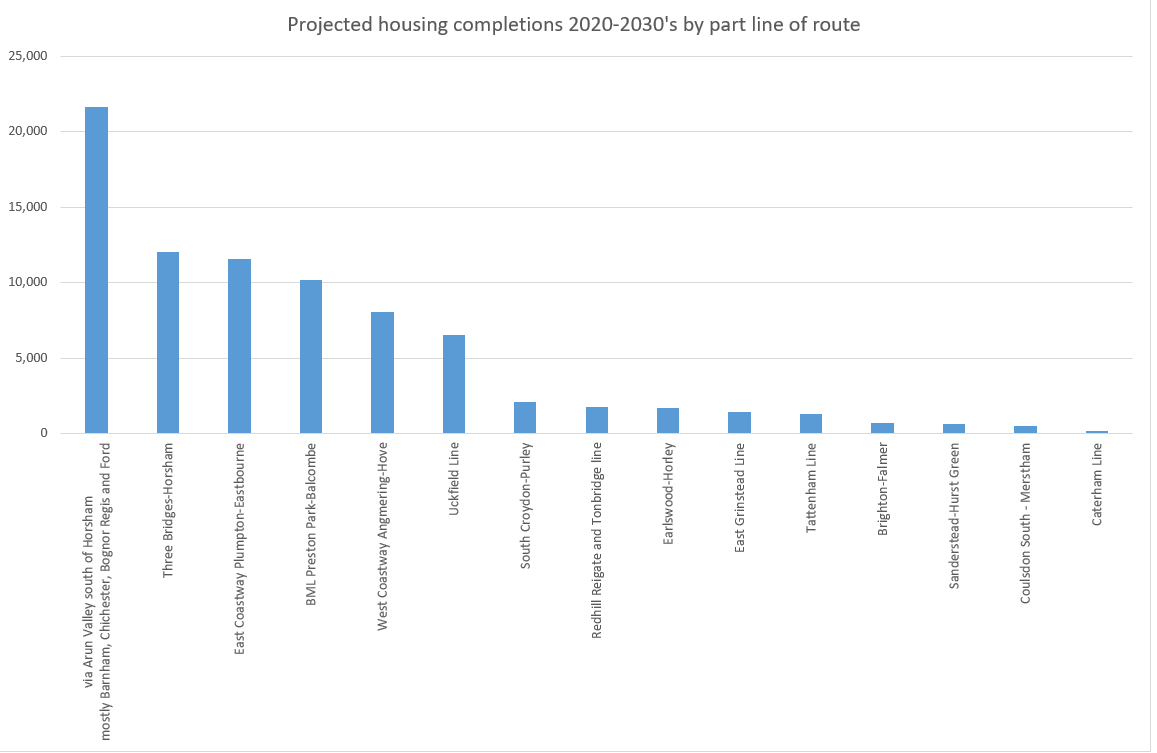 Projected housing completions 2020-2030's by part line of route
25,000
20,000
15,000
10,000
5,000
0
via Arun Valley south of Horsham
mostly Barnham, Chichester, Bognor Regis and Ford
Three Bridges-Horsham
East Coastway Plumpton-Eastbourne
BML Preston Park-Balcombe
West Coastway Angmering-Hove
Uckfield Line
South Croydon-Purley
Redhill Reigate and Tonbridge line
Earlswood-Horley
East Grinstead Line
Tattenham Line
Brighton-Falmer
Sanderstead-Hurst Green
Coulsdon South - Merstham
Caterham Line